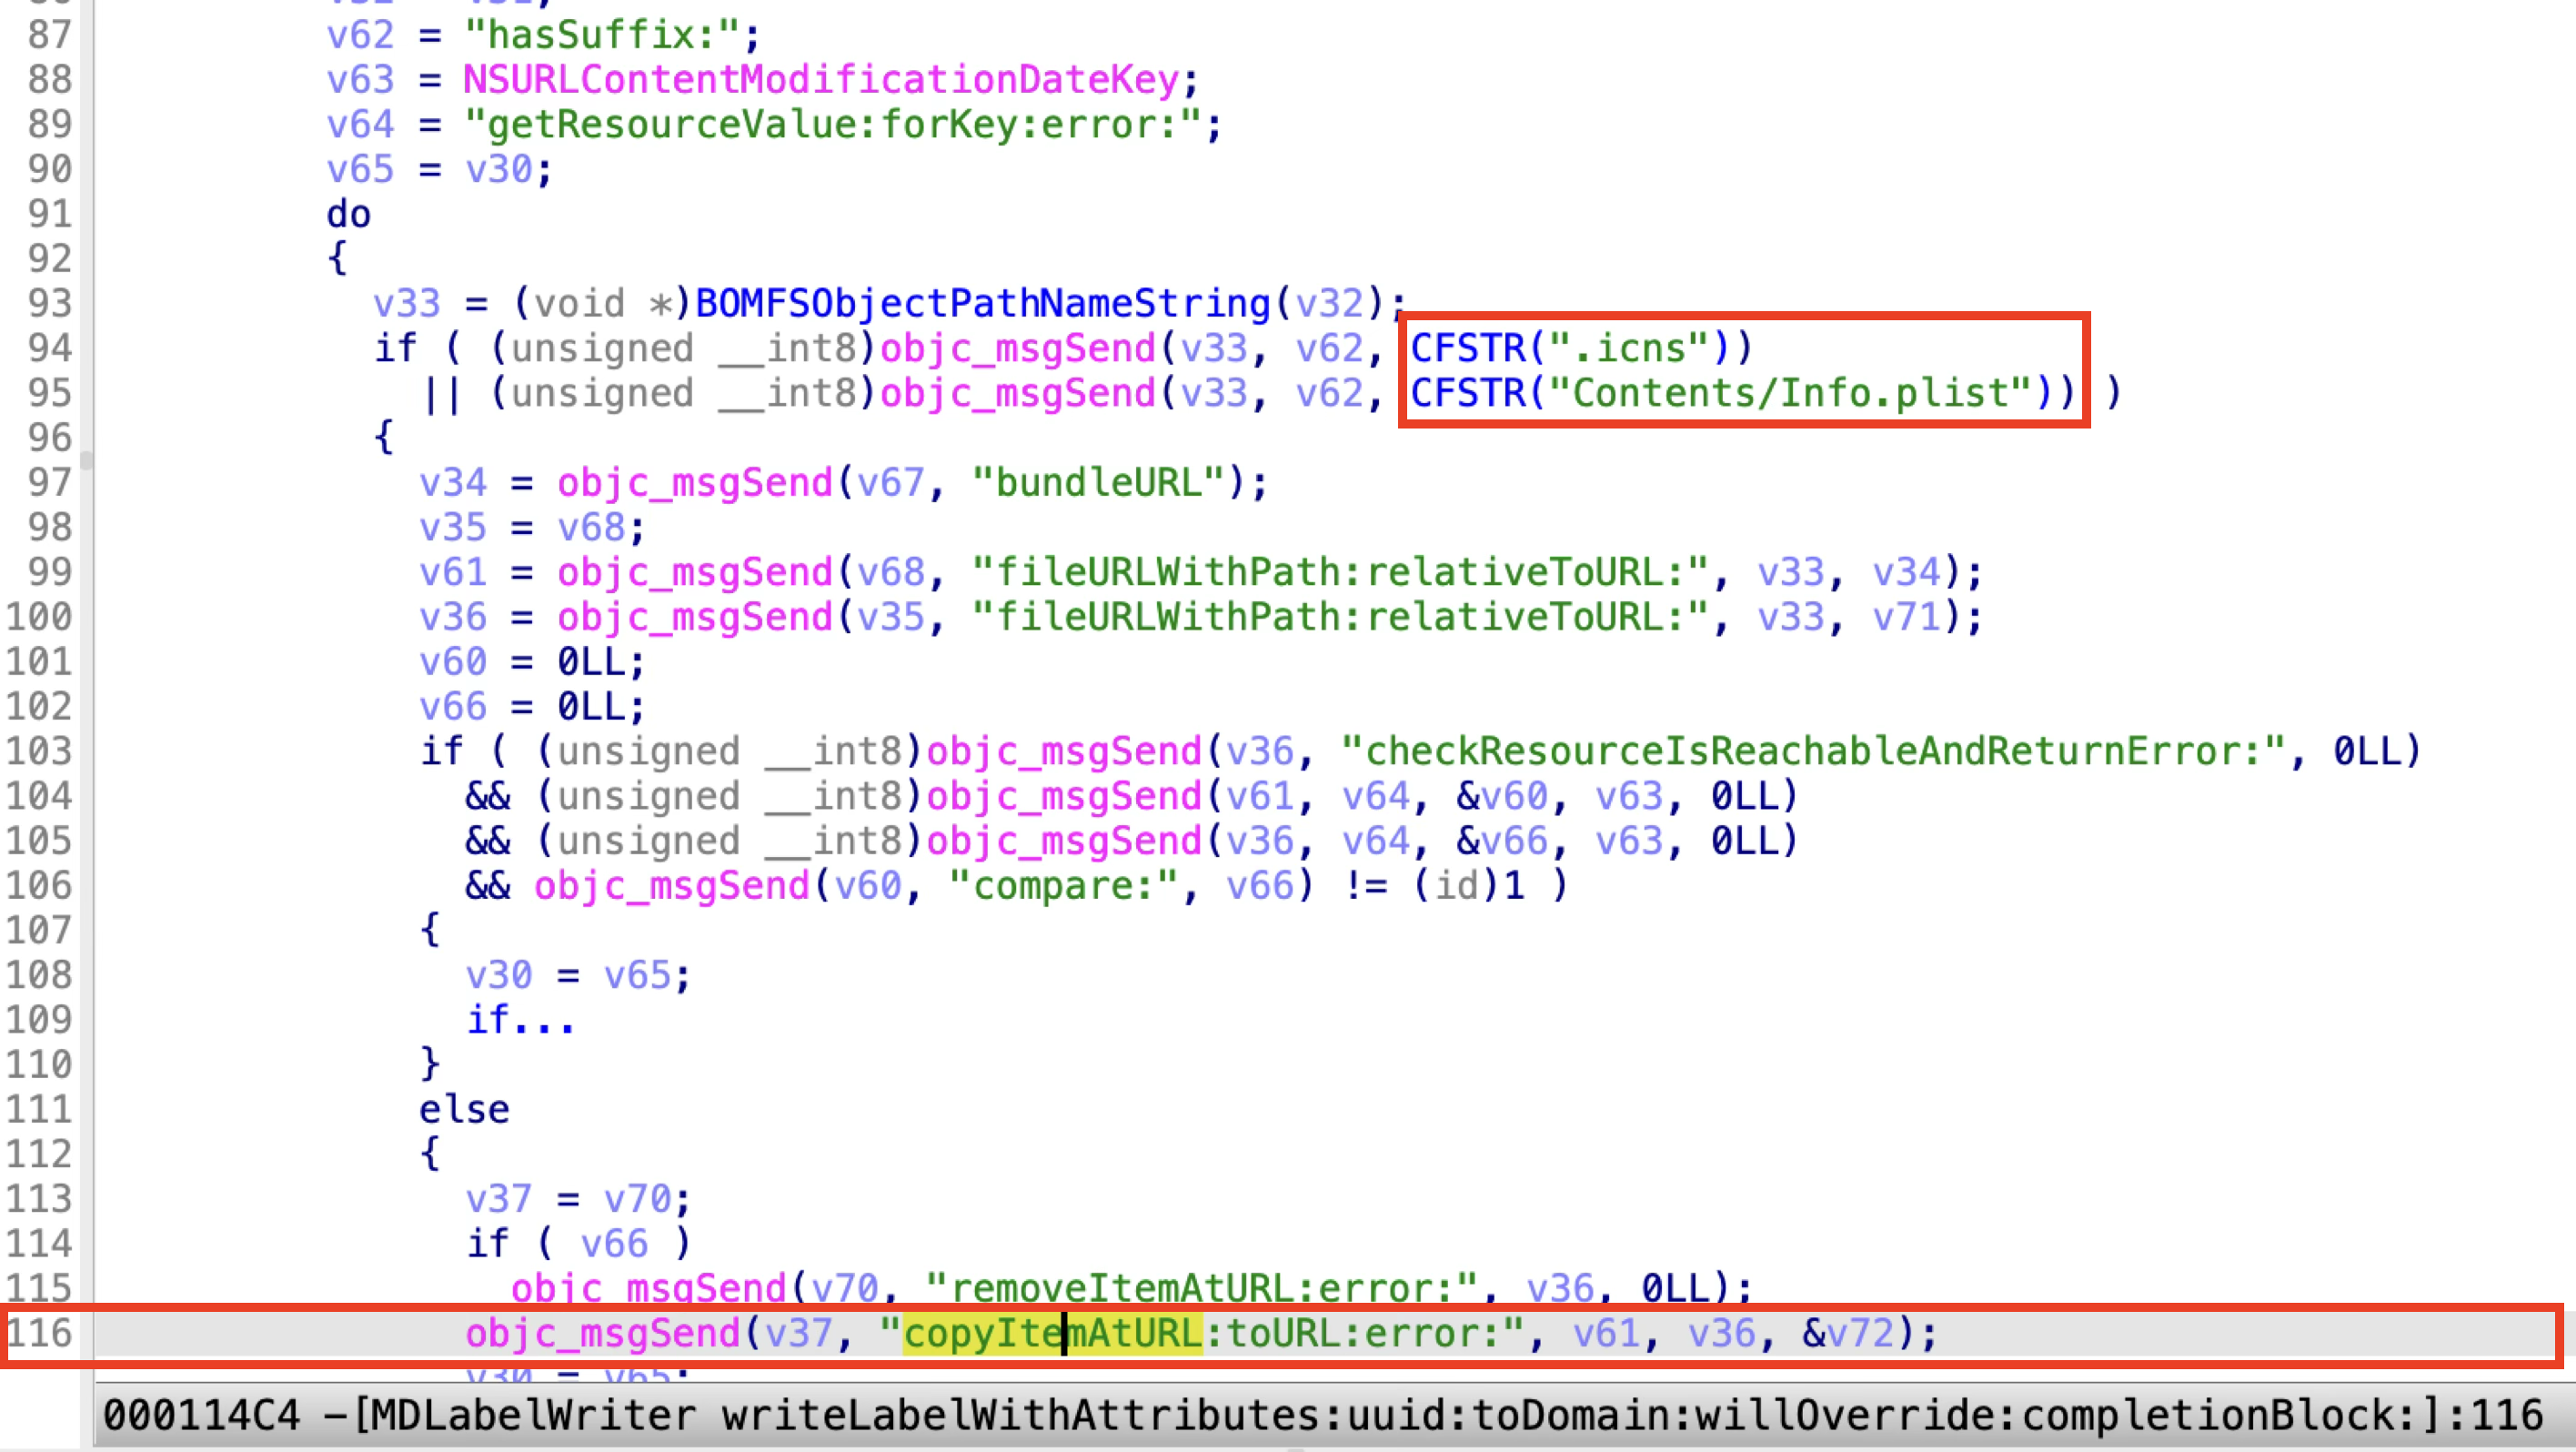 87 v62 = "hasSuffix:";
88 v63 = NSURLContentModificationDateKey;
89 v64 = "getResourceValue:forKey:error:";
90 v65 = v30;
91 do
92 {
93 v33 = (void *)BOMFSObjectPathNameString(v32);
94 if ( (unsigned __int8)objc_msgSend(v33, v62, CFSTR(".icns"))
95 || (unsigned __int8)objc_msgSend(v33, v62, CFSTR("Contents/Info.plist")) )
96 {
97 v34 = objc_msgSend(v67, "bundleURL");
98 v35 = v68;
99 v61 = objc_msgSend(v68, "fileURLWithPath:relativeToURL:", v33, v34);
100 v36 = objc_msgSend(v35, "fileURLWithPath:relativeToURL:", v33, v71);
101 v60 = 0LL;
102 v66 = 0LL;
103 if ( (unsigned __int8)objc_msgSend(v36, "checkResourceIsReachableAndReturnError:", 0LL)
104 && (unsigned __int8)objc_msgSend(v61, v64, &v60, v63, 0LL)
105 && (unsigned __int8)objc_msgSend(v36, v64, &v66, v63, 0LL)
106 && objc_msgSend(v60, "compare:", v66) != (id)1 )
107 {
108 v30 = v65;
109 if...
110 }
111 else
112 {
113 v37 = v70;
114 if ( v66 )
115 objc_msgSend(v70, "removeItemAtURL:error:", v36, 0LL);
116 objc_msgSend(v37, "copyItemAtURL:toURL:error:", v61, v36, &v72);
v30 = v65;
000114C4 -[MDLabelWriter writeLabelWithAttributes:uuid:toDomain:willOverride:completionBlock:]:116